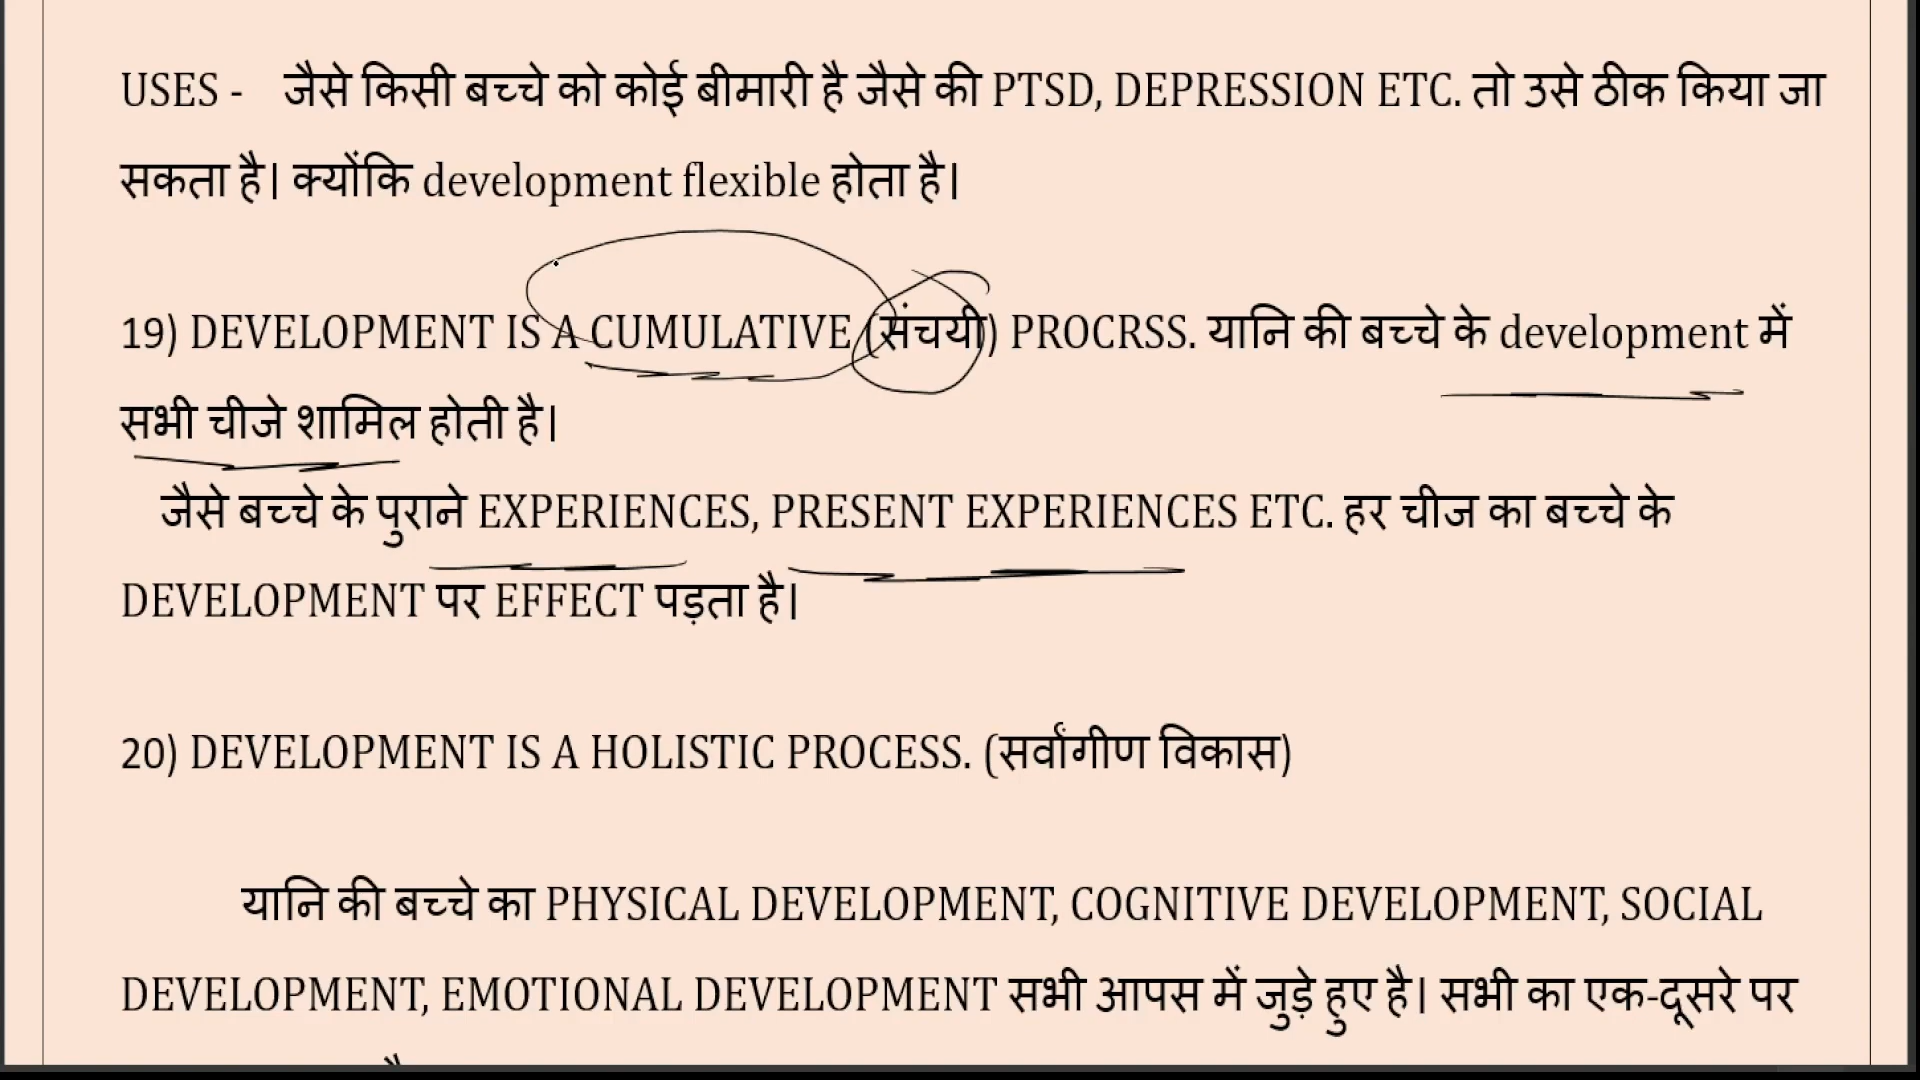 USES - जैसे किसी बच्चे को कोई बीमारी है जैसे की PTSD, DEPRESSION ETC. तो उसे ठीक किया जा
सकता है। क्योंकि development flexible होता है।
19) DEVELOPMENT IS A CUMULATIVE (संचयी) PROCRSS. यानि की बच्चे के development में
सभी चीजे शामिल होती है।
जैसे बच्चे के पुराने EXPERIENCES, PRESENT EXPERIENCES ETC. हर चीज का बच्चे के
DEVELOPMENT पर EFFECT पड़ता है।
20) DEVELOPMENT IS A HOLISTIC PROCESS. (सर्वांगीण विकास)
यानि की बच्चे का PHYSICAL DEVELOPMENT, COGNITIVE DEVELOPMENT, SOCIAL
DEVELOPMENT, EMOTIONAL DEVELOPMENT सभी आपस में जुड़े हुए है। सभी का एक-दूसरे पर